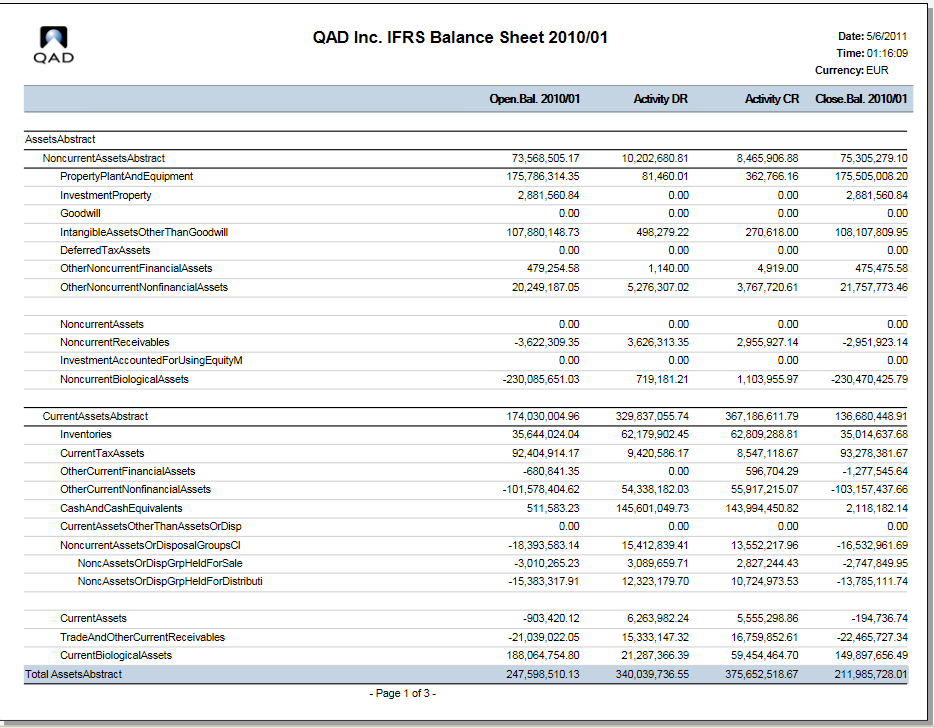 QAD Inc. IFRS Balance Sheet 2010/01
QAD
Date: 5/6/2011
Time: 01:16:09
Currency: EUR
Open.Bal. 2010/01 Activity DR Activity CR Close.Bal. 2010/01
AssetsAbstract
NoncurrentAssetsAbstract 73,568,505.17 10,202,680.81 8,465,906.88 75,305,279.10
PropertyPlantAndEquipment 175,786,314.35 81,460.01 362,766.16 175,505,008.20
InvestmentProperty 2,881,560.84 0.00 0.00 2,881,560.84
Goodwill 0.00 0.00 0.00 0.00
IntangibleAssetsOtherThanGoodwill 107,880,148.73 498,279.22 270,618.00 108,107,809.95
DeferredTaxAssets 0.00 0.00 0.00 0.00
OtherNoncurrentFinancialAssets 479,254.58 1,140.00 4,919.00 475,475.58
OtherNoncurrentNonfinancialAssets 20,249,187.05 5,276,307.02 3,767,720.61 21,757,773.46
NoncurrentAssets 0.00 0.00 0.00 0.00
NoncurrentReceivables -3,622,309.35 3,626,313.35 2,955,927.14 -2,951,923.14
InvestmentAccountedForUsingEquityM 0.00 0.00 0.00 0.00
NoncurrentBiologicalAssets -230,085,651.03 719,181.21 1,103,955.97 -230,470,425.79
CurrentAssetsAbstract 174,030,004.96 329,837,055.74 367,186,611.79 136,680,448.91
Inventories 35,644,024.04 62,179,902.45 62,809,288.81 35,014,637.68
CurrentTaxAssets 92,404,914.17 9,420,586.17 8,547,118.67 93,278,381.67
OtherCurrentFinancialAssets -680,841.35 0.00 596,704.29 -1,277,545.64
OtherCurrentNonfinancialAssets -101,578,404.62 54,338,182.03 55,917,215.07 -103,157,437.66
CashAndCashEquivalents 511,583.23 145,601,049.73 143,994,450.82 2,118,182.14
CurrentAssetsOtherThanAssetsOrDisp 0.00 0.00 0.00 0.00
NoncurrentAssetsOrDisposalGroupsCl -18,393,583.14 15,412,839.41 13,552,217.96 -16,532,961.69
NoncAssetsOrDispGrpHeldForSale -3,010,265.23 3,089,659.71 2,827,244.43 -2,747,849.95
NoncAssetsOrDispGrpHeldForDistributi -15,383,317.91 12,323,179.70 10,724,973.53 -13,785,111.74
CurrentAssets -903,420.12 6,263,982.24 5,555,298.86 -194,736.74
TradeAndOtherCurrentReceivables -21,039,022.05 15,333,147.32 16,759,852.61 -22,465,727.34
CurrentBiologicalAssets 188,064,754.80 21,287,366.39 59,454,464.70 149,897,656.49
Total AssetsAbstract 247,598,510.13 340,039,736.55 375,652,518.67 211,985,728.01
- Page 1 of 3 -